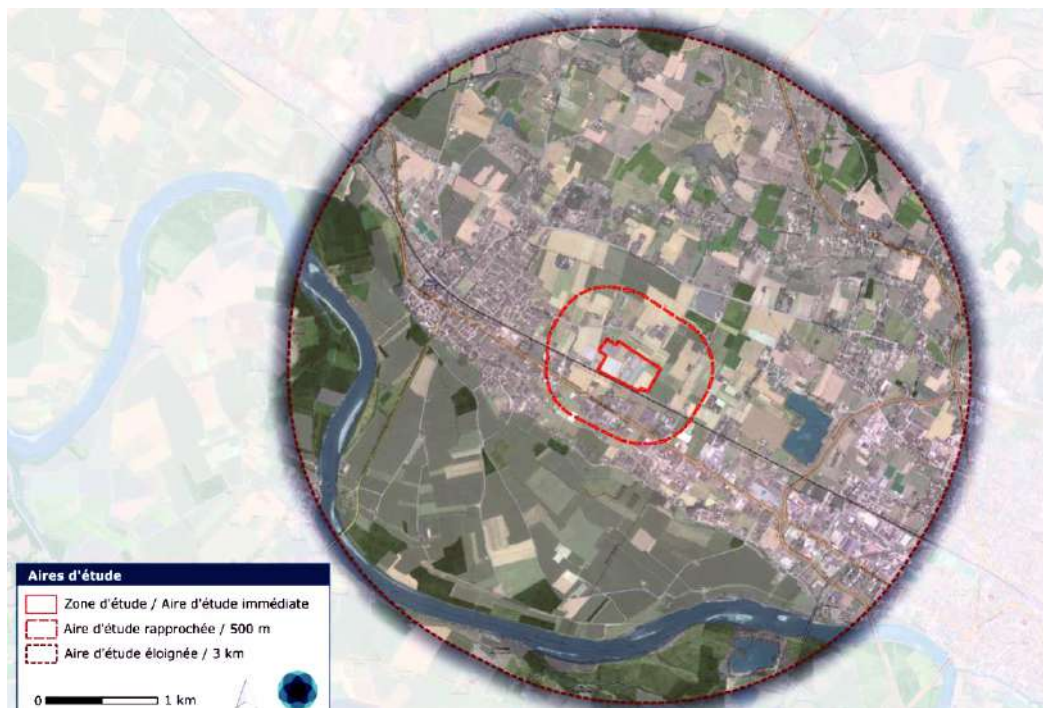 Aires d'étude
Zone d'étude / Aire d'étude immédiate
Aire d'étude rapprochée / 500 m
Aire d'étude éloignée / 3 km
0 1 km